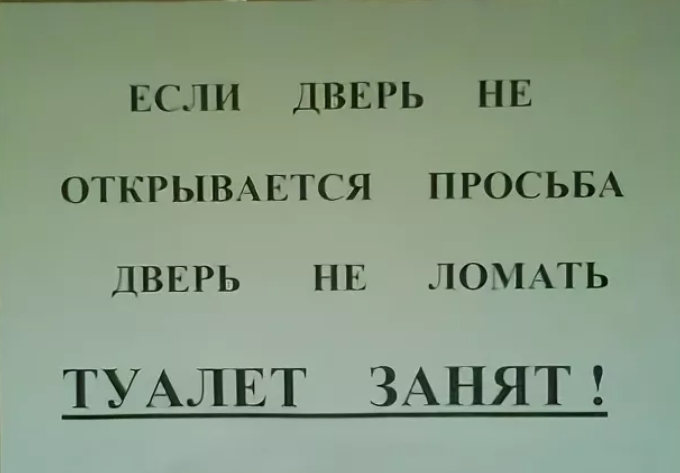 ЕСЛИ ДВЕРЬ НЕ
ОТКРЫВАЕТСЯ ПРОСЬБА
ДВЕРЬ НЕ ЛОМАТЬ
ТУАЛЕТ ЗАНЯТ !